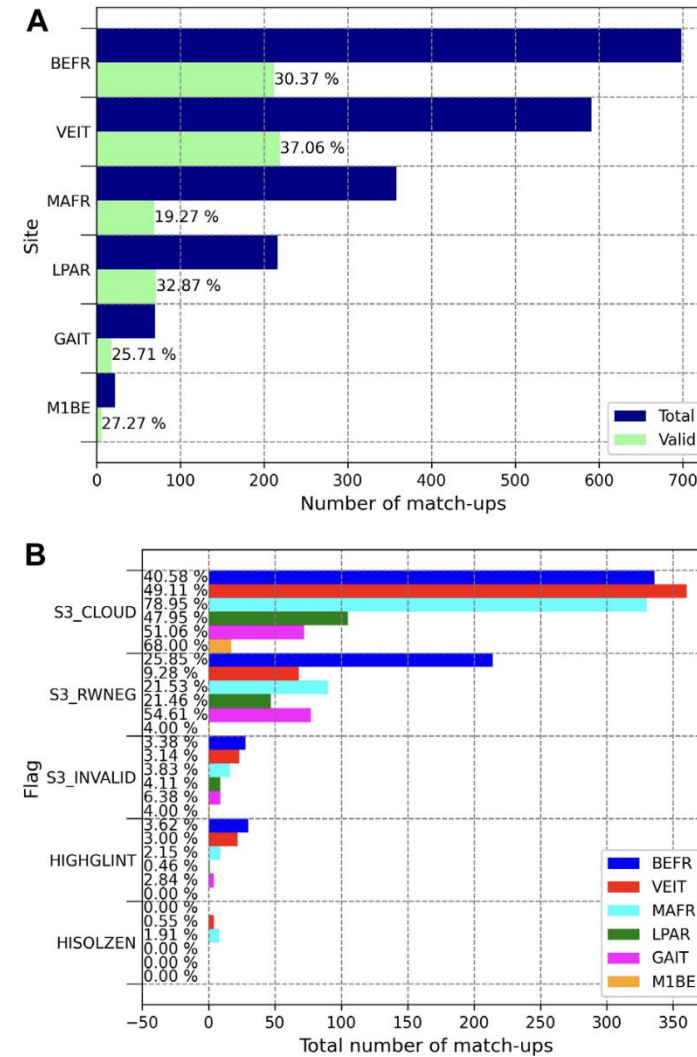 A
BEFR
30.37 %
VEIT
37.06 %
MAFR
19.27 %
Site
LPAR
32.87 %
GAIT
25.71 %
M1BE
27.27 %
Total
Valid
0 100 200 300 400 500 600 700
Number of match-ups
B
S3_CLOUD
40.58 %
49.11 %
78.95 %
47.95 %
51.06 %
68.00 %
S3_RWNEG
25.85 %
9.28 %
21.53 %
21.46 %
54.61 %
4.00 %
Flag
S3_INVALID
3.38 %
3.14 %
3.83 %
4.11 %
6.38 %
4.00 %
HIGHGLINT
3.62 %
3.00 %
2.15 %
0.46 %
2.84 %
0.00 %
HISOLZEN
0.00 %
0.55 %
1.91 %
0.00 %
0.00 %
0.00 %
BEFR
VEIT
MAFR
LPAR
GAIT
M1BE
−50 0 50 100 150 200 250 300 350
Total number of match-ups